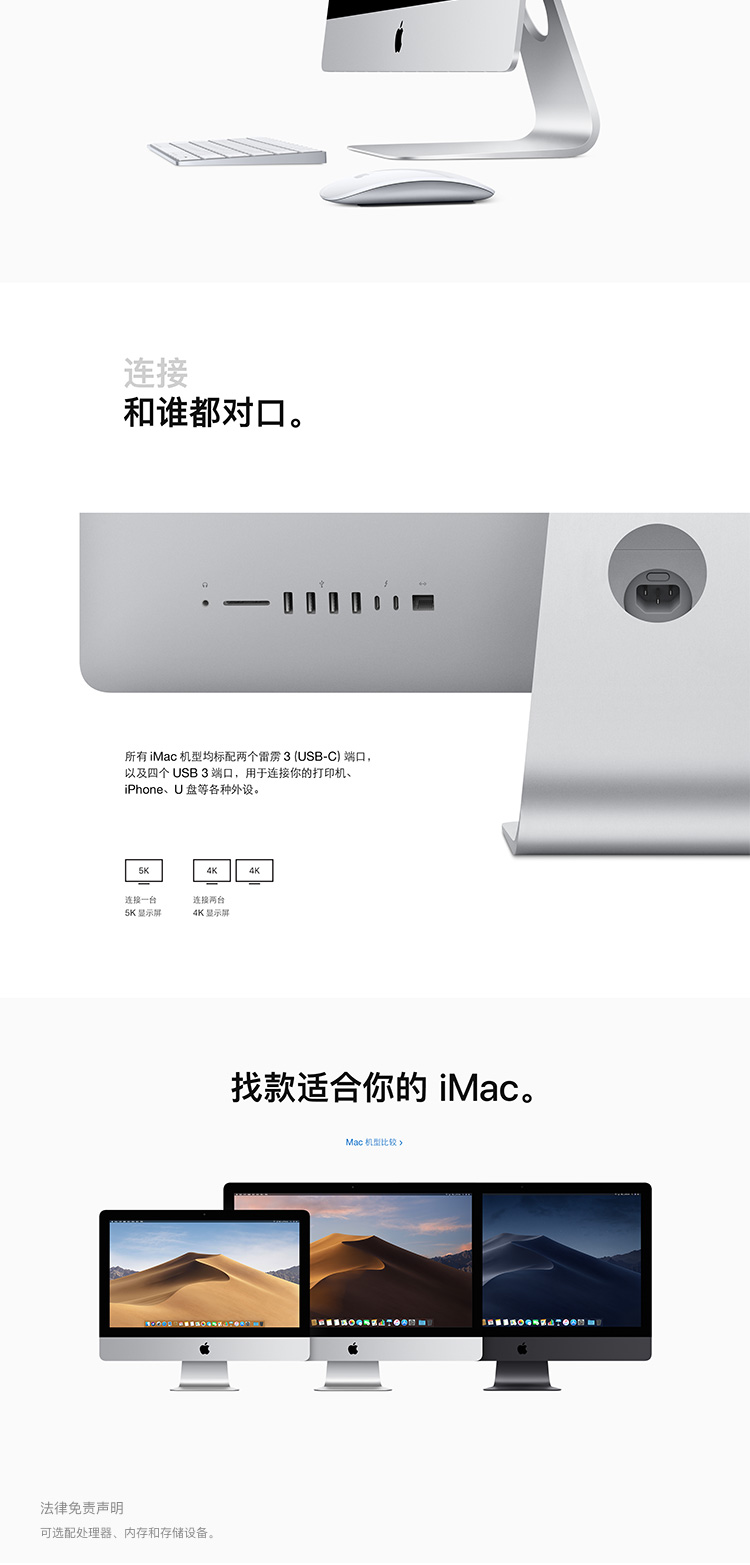 连接
和谁都对口。
所有 iMac 机型均标配两个雷雳 3 (USB-C) 端口，
以及四个 USB 3 端口，用于连接你的打印机、
iPhone、U 盘等各种外设。
5K
4K
4K
连接一台
5K 显示屏
连接两台
4K 显示屏
找款适合你的 iMac。
Mac 机型比较 ›
法律免责声明
可选配处理器、内存和存储设备。